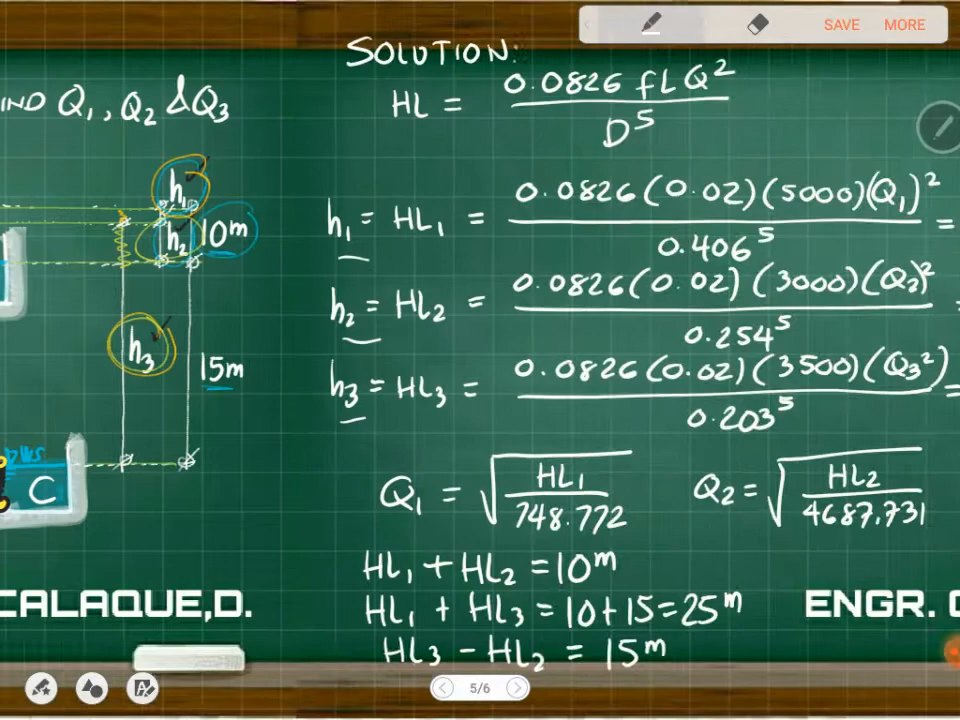 SAVE MORE
SOLUTION:
IND Q1, Q2 & Q3
HL = 0.0826 fLQ² / D⁵
h1
h2 10m
h3
15m
C
h1 = HL1 = 0.0826(0.02)(5000)(Q1)² / 0.406⁵ =
h2 = HL2 = 0.0826(0.02)(3000)(Q2)² / 0.254⁵ =
h3 = HL3 = 0.0826(0.02)(3500)(Q3²) / 0.203⁵ =
Q1 = √(HL1 / 748.772) Q2 = √(HL2 / 4687.731)
HL1 + HL2 = 10m
HL1 + HL3 = 10+15=25m
HL3 - HL2 = 15m
CALAQUE,D. ENGR. C
5/6